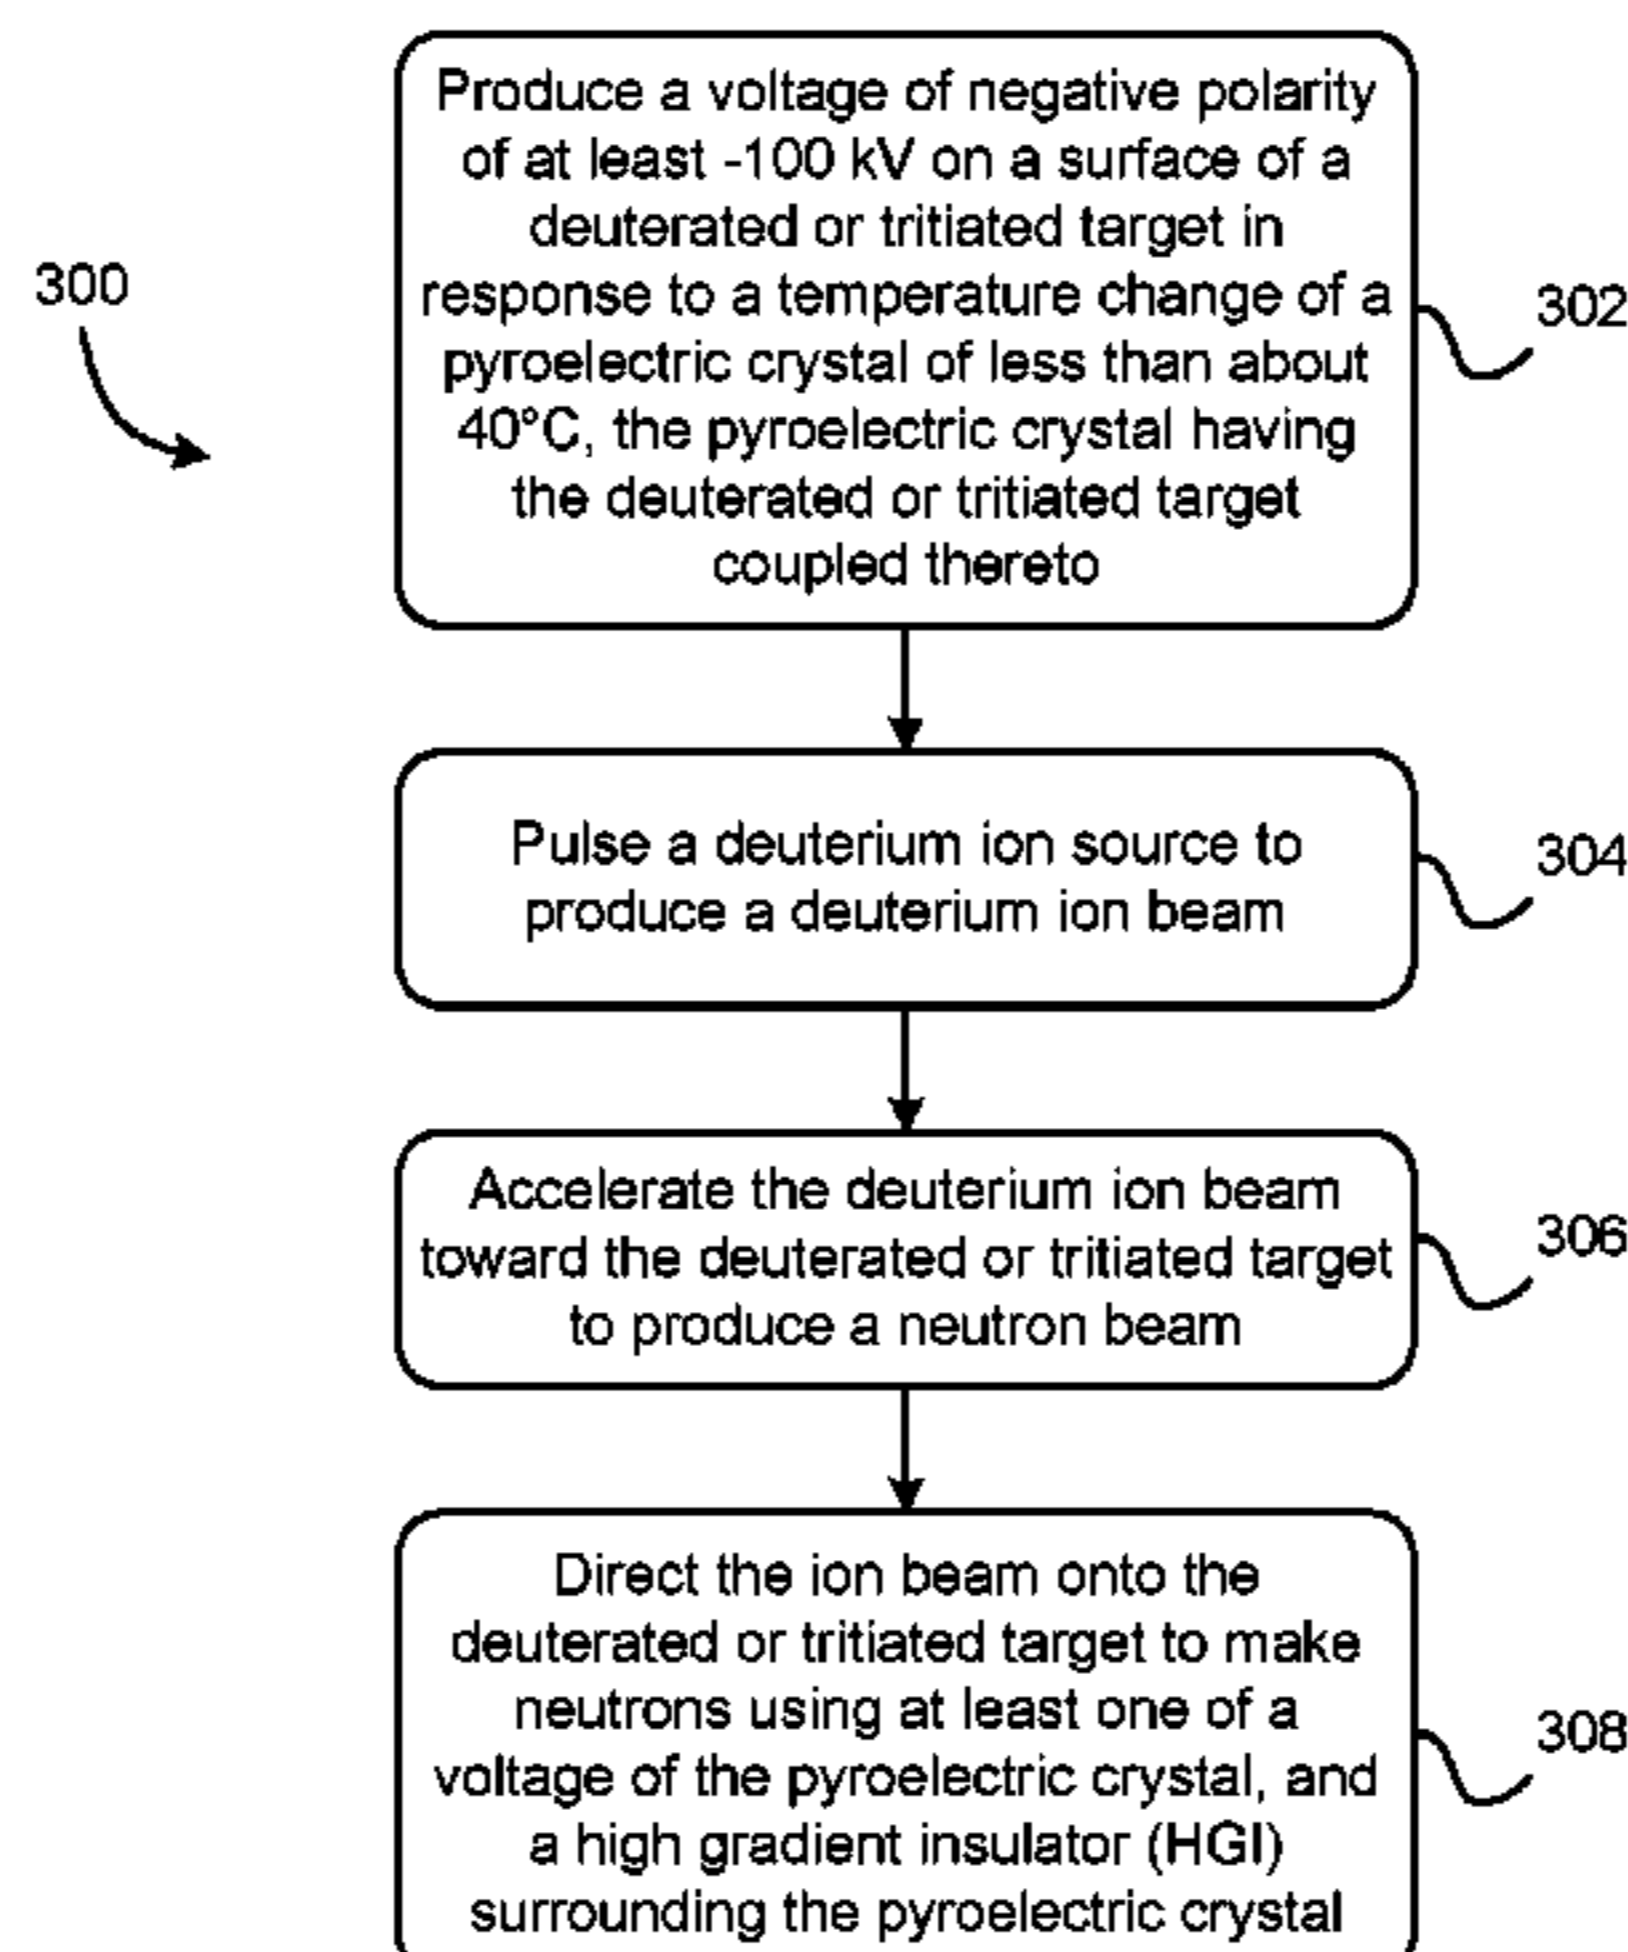 300
Produce a voltage of negative polarity
of at least -100 kV on a surface of a
deuterated or tritiated target in
response to a temperature change of a
pyroelectric crystal of less than about
40°C, the pyroelectric crystal having
the deuterated or tritiated target
coupled thereto
302
Pulse a deuterium ion source to
produce a deuterium ion beam
304
Accelerate the deuterium ion beam
toward the deuterated or tritiated target
to produce a neutron beam
306
Direct the ion beam onto the
deuterated or tritiated target to make
neutrons using at least one of a
voltage of the pyroelectric crystal, and
a high gradient insulator (HGI)
surrounding the pyroelectric crystal
308